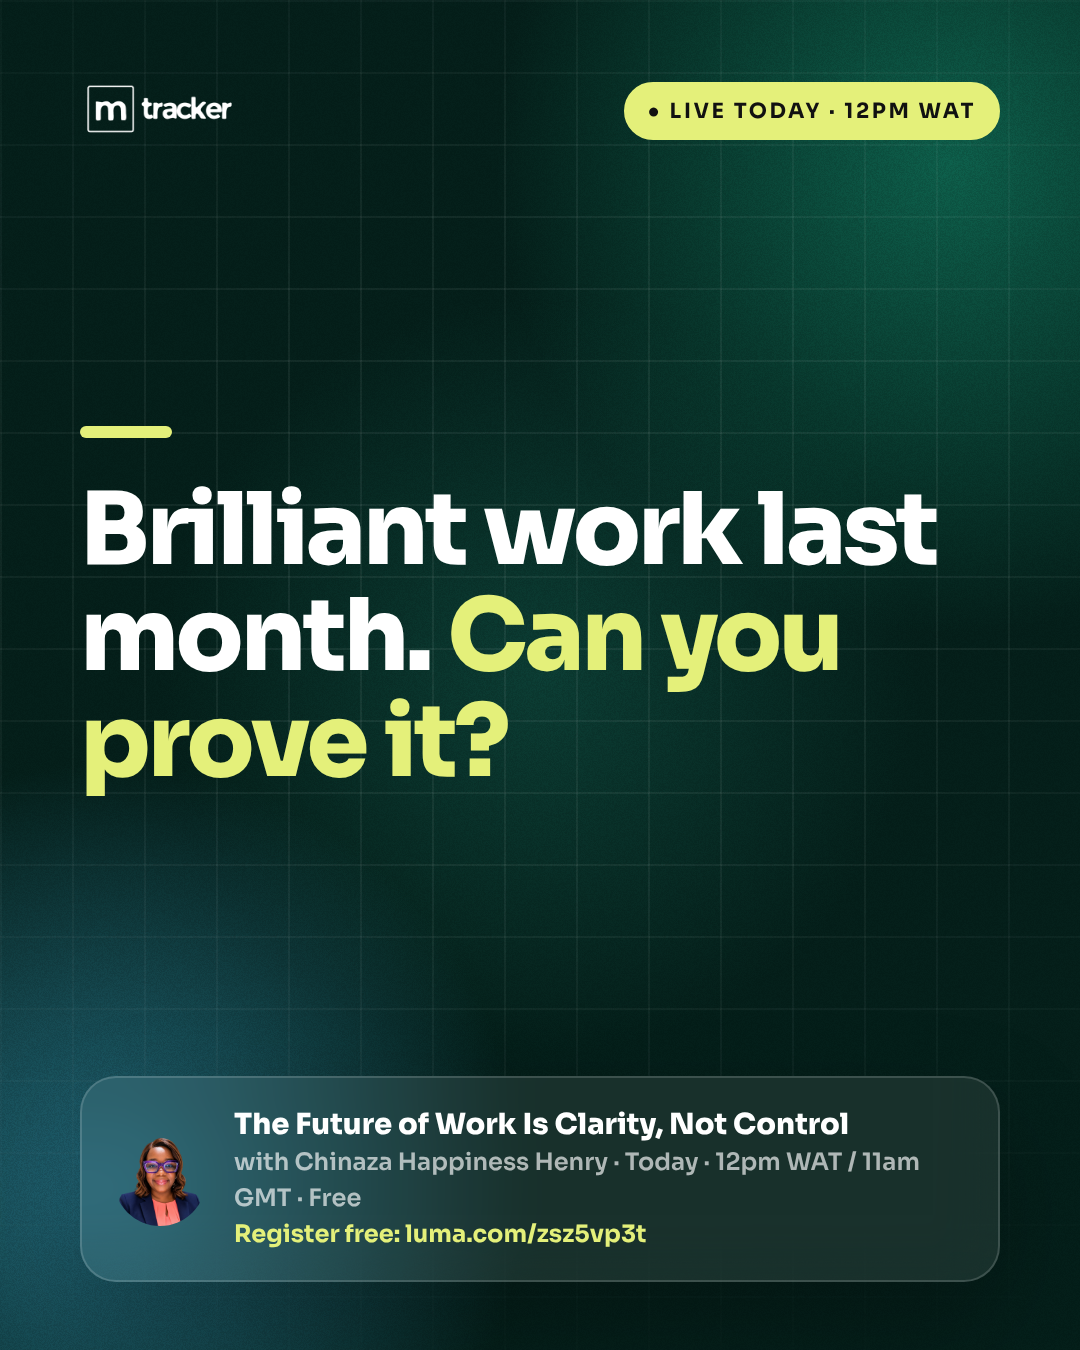 m tracker
• LIVE TODAY · 12PM WAT
Brilliant work last
month. Can you
prove it?
The Future of Work Is Clarity, Not Control
with Chinaza Happiness Henry · Today · 12pm WAT / 11am
GMT · Free
Register free: luma.com/zsz5vp3t